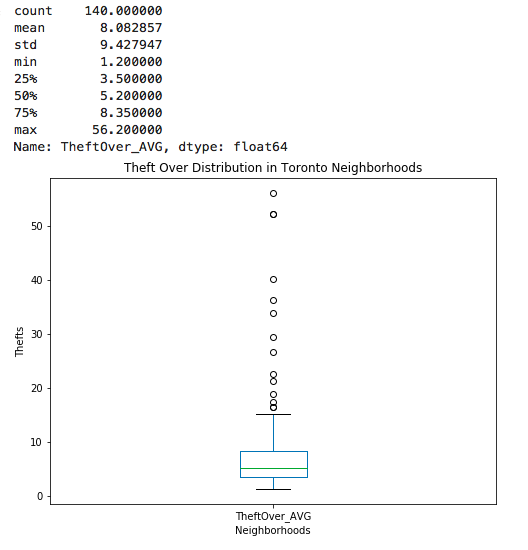 count    140.000000
mean       8.082857
std        9.427947
min        1.200000
25%        3.500000
50%        5.200000
75%        8.350000
max       56.200000
Name: TheftOver_AVG, dtype: float64
Theft Over Distribution in Toronto Neighborhoods
50
40
30
20
10
0
Thefts
TheftOver_AVG
Neighborhoods